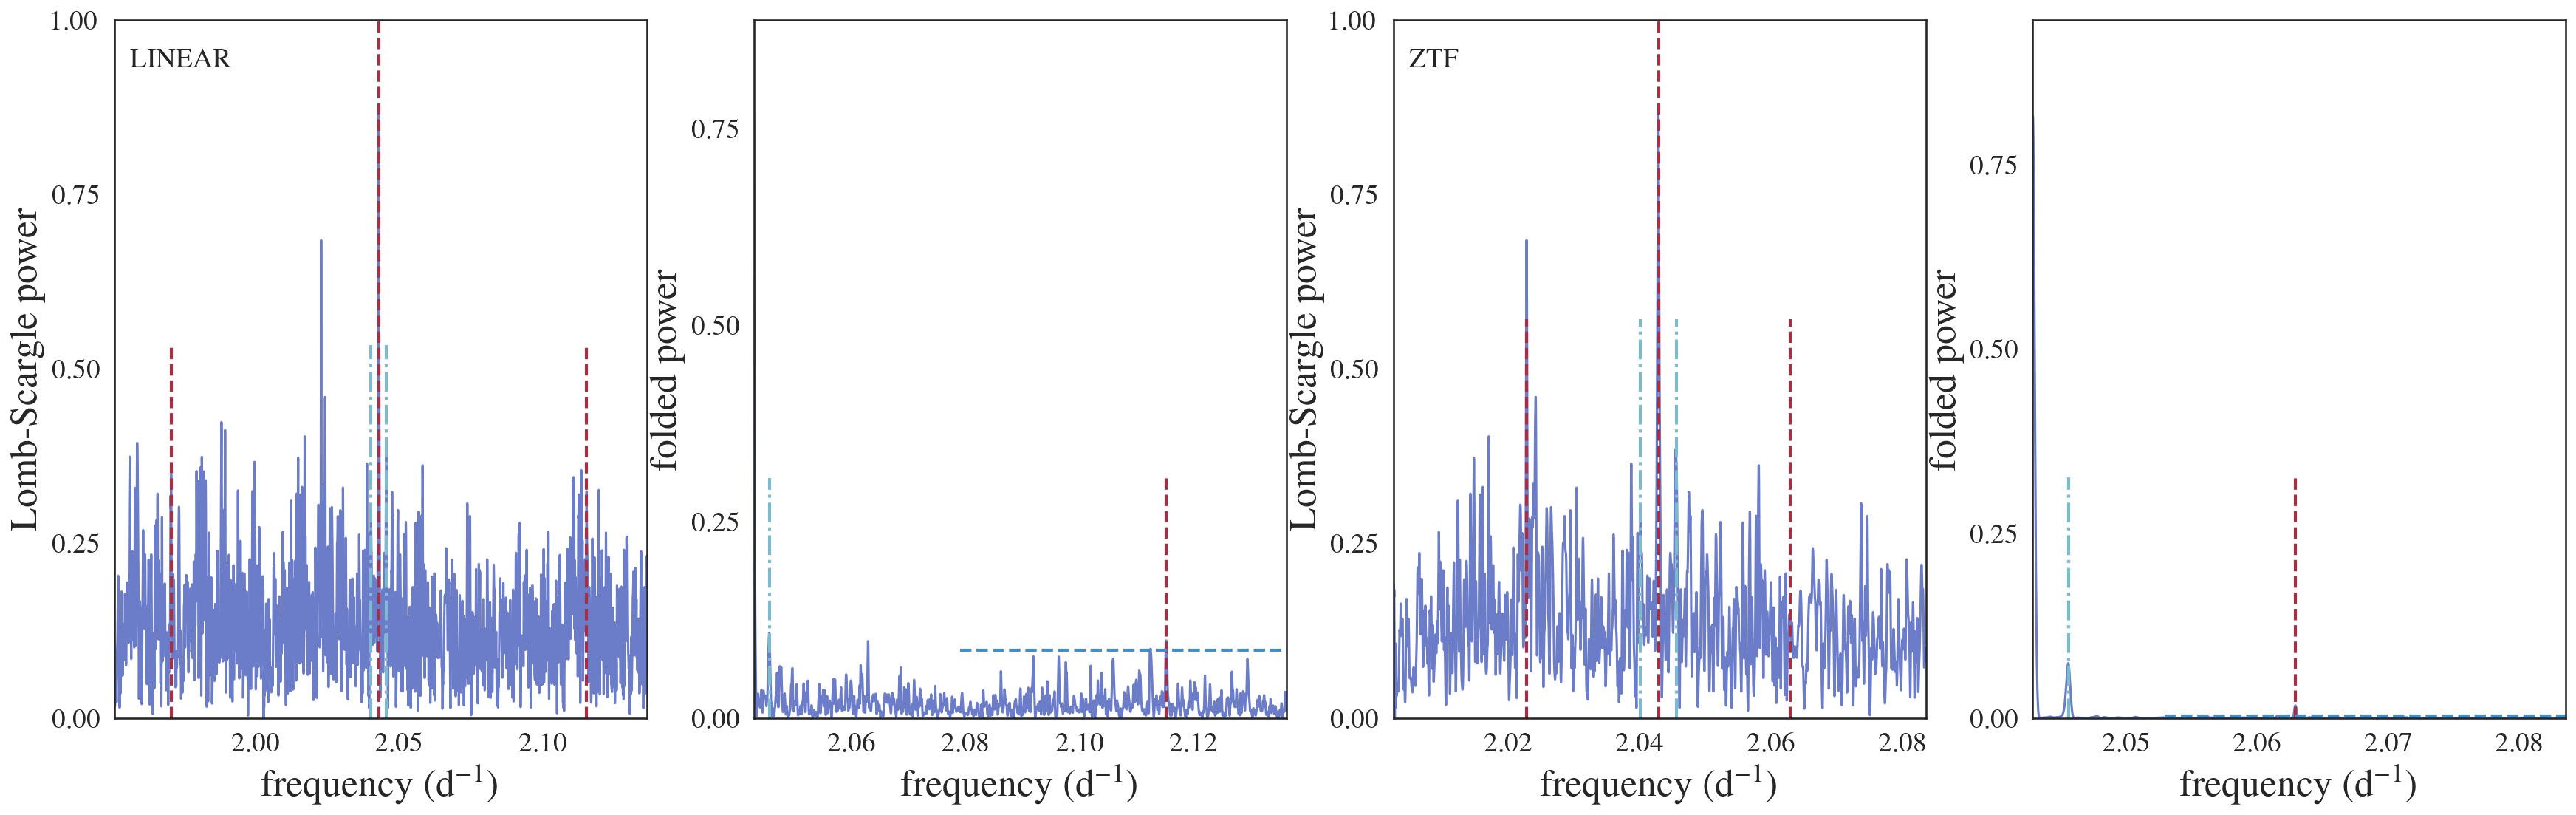 LINEAR
Lomb-Scargle power
1.00
0.75
0.50
0.25
0.00
2.00 2.05 2.10
frequency (d⁻¹)
folded power
0.75
0.50
0.25
0.00
2.06 2.08 2.10 2.12
frequency (d⁻¹)
ZTF
Lomb-Scargle power
1.00
0.75
0.50
0.25
0.00
2.02 2.04 2.06 2.08
frequency (d⁻¹)
folded power
0.75
0.50
0.25
0.00
2.05 2.06 2.07 2.08
frequency (d⁻¹)